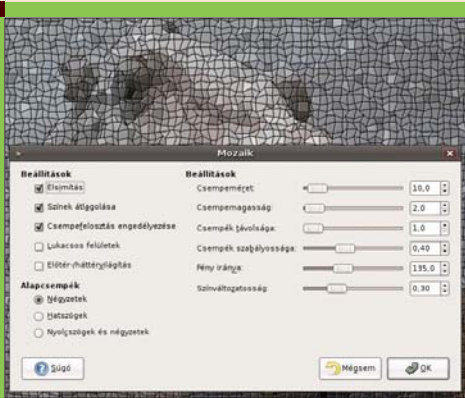 Mozaik
Beállítások
Elsimítás
Színek átlagolása
Csempefelosztás engedélyezése
Lukacsos felületek
Előtér-/háttérvilágítás
Alapcsempék
Négyzetek
Hatszögek
Nyolcszögek és négyzetek
Beállítások
Csempeméret: 10,0
Csempemagasság: 2,0
Csempék távolsága: 1,0
Csempék szabályossága: 0,40
Fény iránya: 135,0
Színváltozatosság: 0,30
Súgó
Mégsem
OK